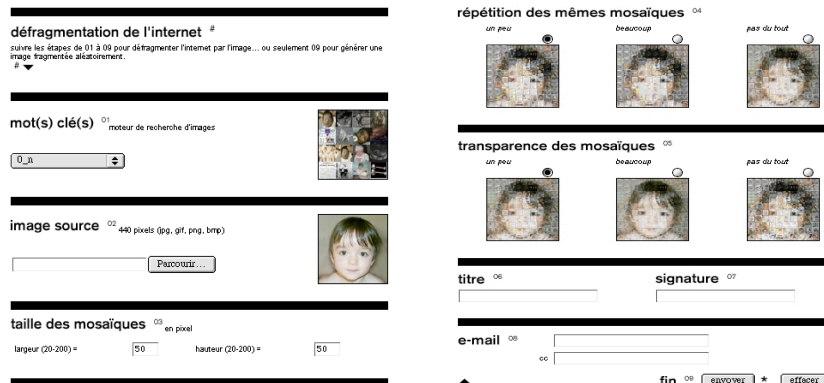 défragmentation de l'internet #
suivre les étapes de 01 à 09 pour défragmenter l'internet par l'image... ou seulement 09 pour générer une
image fragmentée aléatoirement.
#
mot(s) clé(s) 01 moteur de recherche d'images
0_n
image source 02 440 pixels (jpg, gif, png, bmp)
Parcourir...
taille des mosaïques 03 en pixel
largeur (20-200) = 50 hauteur (20-200) = 50
répétition des mêmes mosaïques 04
un peu beaucoup pas du tout
transparence des mosaïques 05
un peu beaucoup pas du tout
titre 06 signature 07
e-mail 08
cc
fin 09 envoyer * effacer